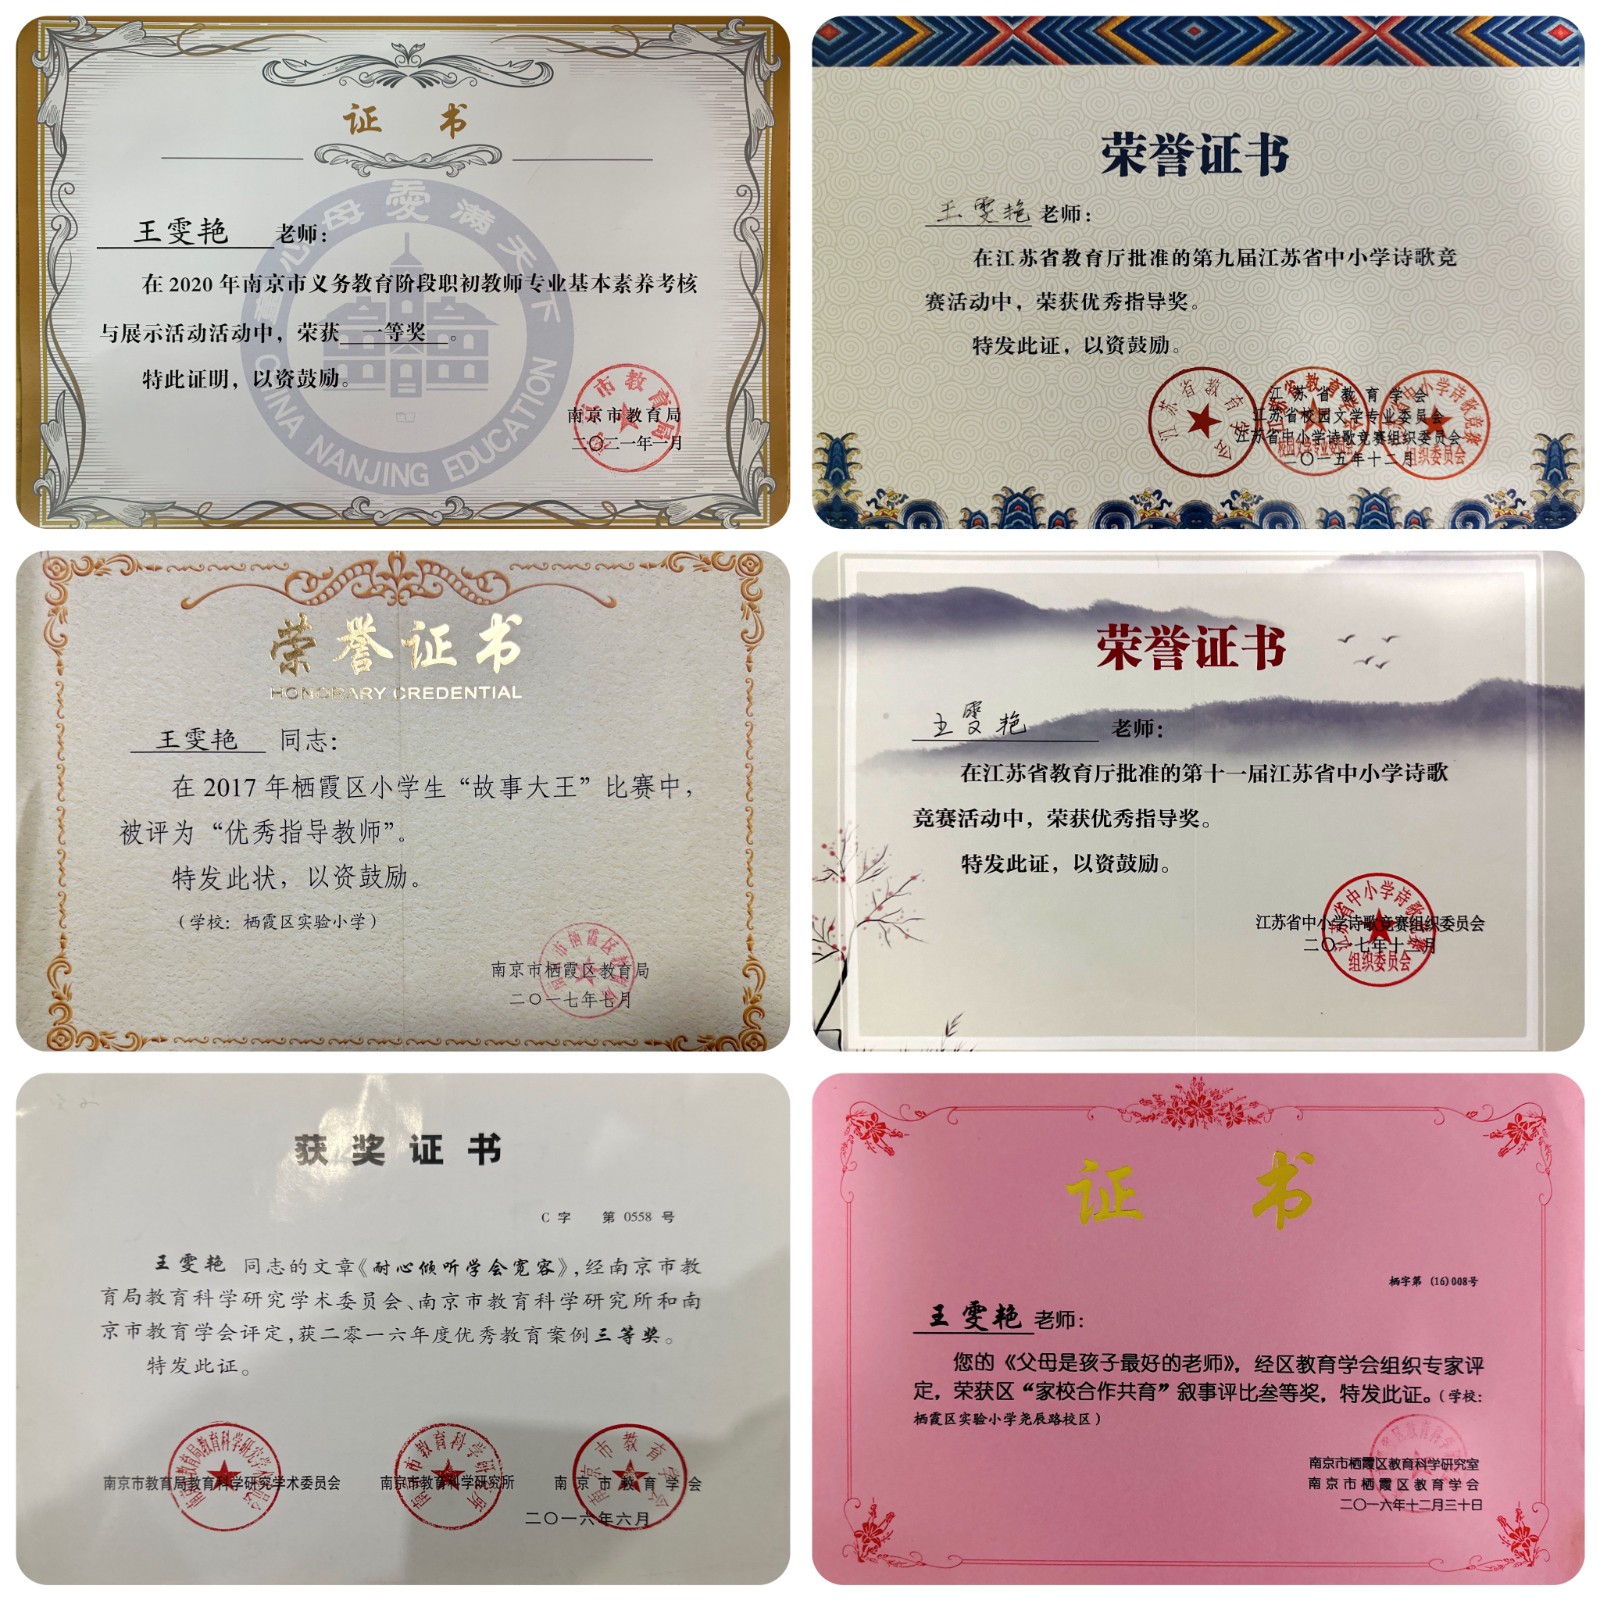 证 书
王雯艳 老师：
在 2020 年南京市义务教育阶段职初教师专业基本素养考核
与展示活动活动中，荣获 一等奖 。
特此证明，以资鼓励。
南京市教育局
二〇二一年一月
CHINA NANJING EDUCATION
荣誉证书
王雯艳 老师：
在江苏省教育厅批准的第九届江苏省中小学诗歌竞
赛活动中，荣获优秀指导奖。
特发此证，以资鼓励。
江苏省教育学会
江苏省校园文学专业委员会
江苏省中小学诗歌竞赛组织委员会
二〇一五年十二月
荣誉证书
HONORARY CREDENTIAL
王雯艳 同志：
在 2017 年栖霞区小学生“故事大王”比赛中，
被评为“优秀指导教师”。
特发此状，以资鼓励。
（学校：栖霞区实验小学）
南京市栖霞区教育局
二〇一七年七月
荣誉证书
王雯艳 老师：
在江苏省教育厅批准的第十一届江苏省中小学诗歌
竞赛活动中，荣获优秀指导奖。
特发此证，以资鼓励。
江苏省中小学诗歌竞赛组织委员会
获奖证书
C 字 第 0558 号
王雯艳 同志的文章《耐心倾听学会宽容》，经南京市教
育局教育科学研究学术委员会、南京市教育科学研究所和南
京市教育学会评定，获二零一六年度优秀教育案例三等奖。
特发此证。
南京市教育局教育科学研究学术委员会 南京市教育科学研究所 南京市教育学会
二〇一六年六月
证 书
栖字第 (16)008号
王雯艳 老师：
您的《父母是孩子最好的老师》，经区教育学会组织专家评
定，荣获区“家校合作共育”叙事评比叁等奖，特发此证。（学校：
栖霞区实验小学尧辰路校区）
南京市栖霞区教育科学研究室
南京市栖霞区教育学会
二〇一六年十二月三十日